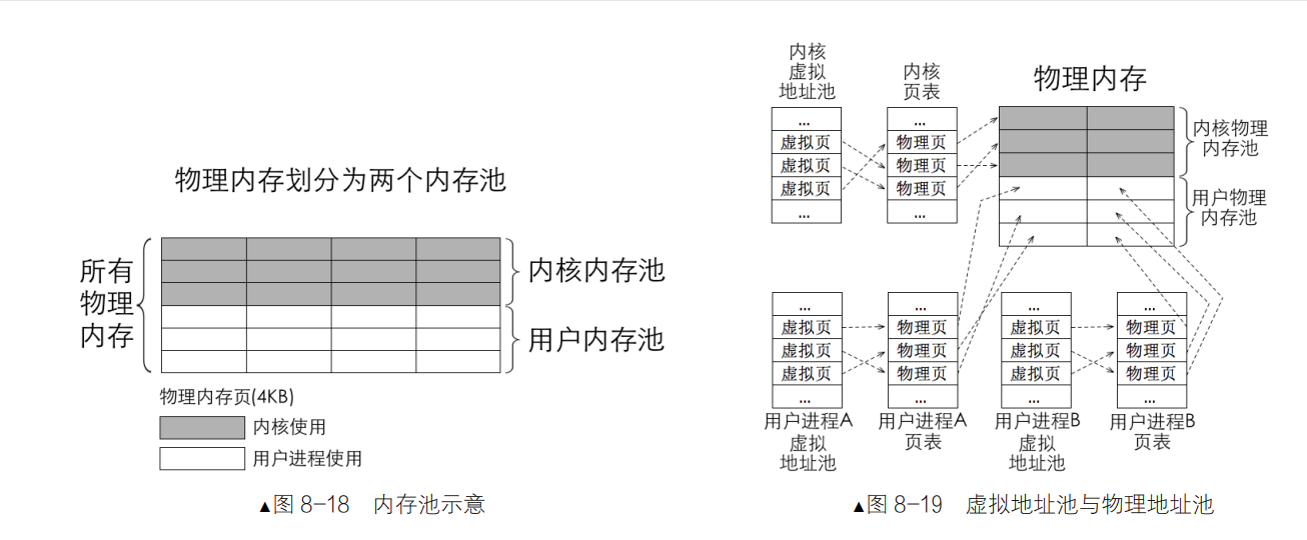 物理内存划分为两个内存池
所有
物理
内存
内核内存池
用户内存池
物理内存页(4KB)
内核使用
用户进程使用
▲图 8-18 内存池示意
内核
虚拟
地址池
内核
页表
物理内存
...
虚拟页
虚拟页
虚拟页
...
...
物理页
物理页
物理页
...
内核物理
内存池
用户物理
内存池
...
虚拟页
虚拟页
虚拟页
...
用户进程A
虚拟
地址池
...
物理页
物理页
物理页
...
用户进程A
页表
...
虚拟页
虚拟页
虚拟页
...
用户进程B
虚拟
地址池
...
物理页
物理页
物理页
...
用户进程B
页表
▲图 8-19 虚拟地址池与物理地址池